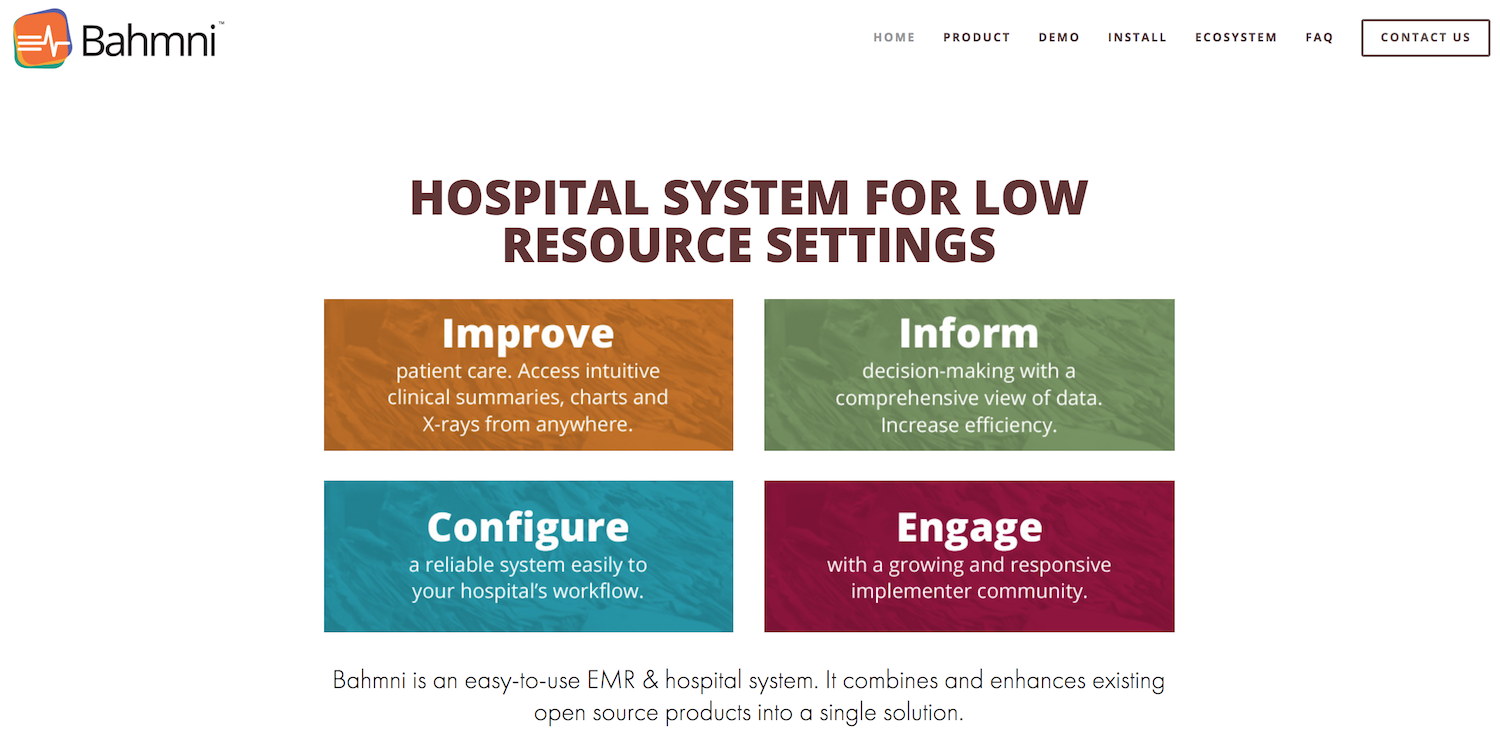 Bahmni™
HOME PRODUCT DEMO INSTALL ECOSYSTEM FAQ CONTACT US
HOSPITAL SYSTEM FOR LOW
RESOURCE SETTINGS
Improve
patient care. Access intuitive
clinical summaries, charts and
X-rays from anywhere.
Inform
decision-making with a
comprehensive view of data.
Increase efficiency.
Configure
a reliable system easily to
your hospital’s workflow.
Engage
with a growing and responsive
implementer community.
Bahmni is an easy-to-use EMR & hospital system. It combines and enhances existing
open source products into a single solution.